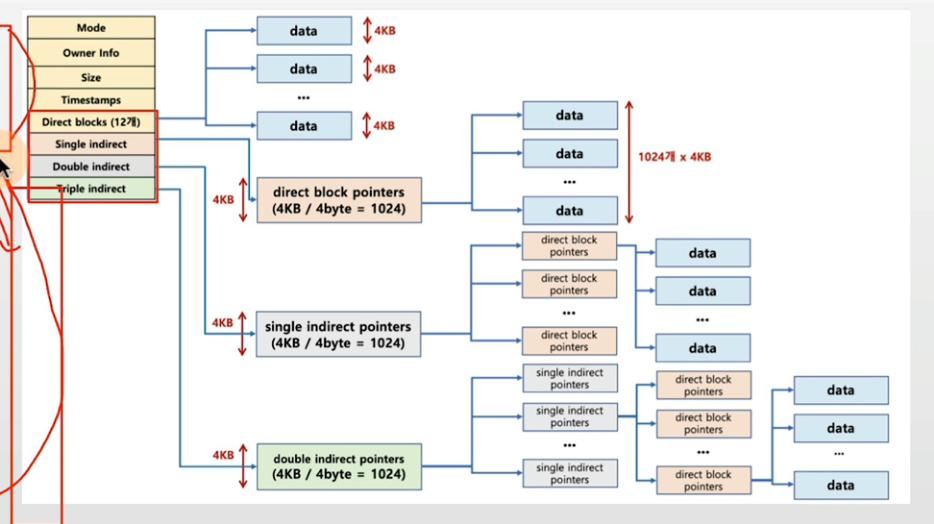 Mode
Owner Info
Size
Timestamps
Direct blocks (12개)
Single indirect
Double indirect
Triple indirect
data
4KB
data
4KB
...
data
4KB
4KB
direct block pointers
(4KB / 4byte = 1024)
data
data
...
data
1024개 x 4KB
4KB
single indirect pointers
(4KB / 4byte = 1024)
direct block
pointers
direct block
pointers
...
direct block
pointers
data
data
...
data
4KB
double indirect pointers
(4KB / 4byte = 1024)
single indirect
pointers
single indirect
pointers
...
single indirect
pointers
direct block
pointers
direct block
pointers
...
direct block
pointers
data
data
...
data